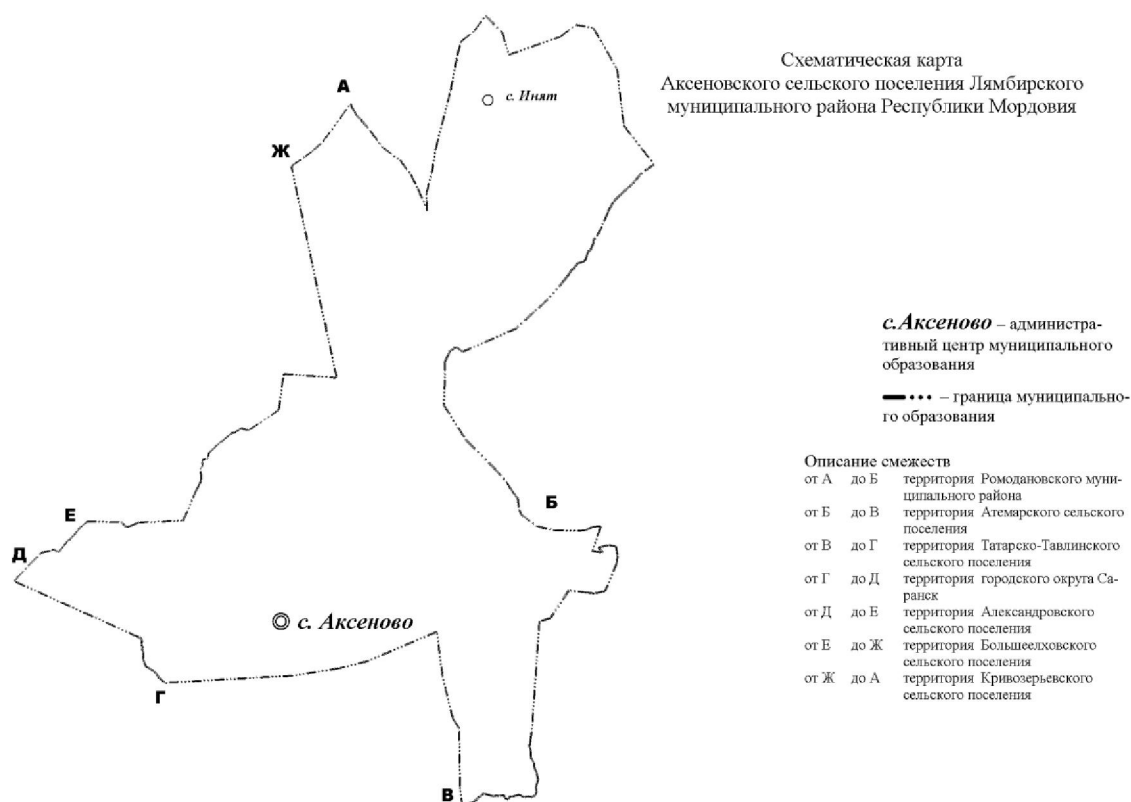 Схематическая карта
Аксеновского сельского поселения Лямбирского
муниципального района Республики Мордовия
А
с. Инят
Ж
с.Аксеново – администра-
тивный центр муниципального
образования
– граница муниципально-
го образования
Описание смежеств
от А до Б территория Ромодановского муни-
ципального района
от Б до В территория Атемарского сельского
поселения
от В до Г территория Татарско-Тавлинского
сельского поселения
от Г до Д территория городского округа Са-
ранск
от Д до Е территория Александровского
сельского поселения
от Е до Ж территория Большеелховского
сельского поселения
от Ж до А территория Кривозерьевского
сельского поселения
Б
Е
Д
с. Аксеново
Г
В